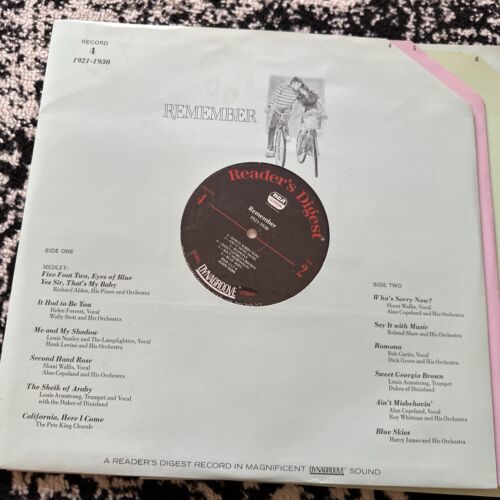 RECORD
4
1921-1930
4 5 6
REMEMBER
Reader's Digest
RCA
4
Remember
1921-1930
2
DYNAGROOVE
STEREO
SIDE ONE
MEDLEY:
Five Foot Two, Eyes of Blue
Yes Sir, That's My Baby
Richard Alden, His Piano and Orchestra
It Had to Be You
Helen Forrest, Vocal
Wally Stott and His Orchestra
Me and My Shadow
Louis Nunley and The Lamplighters, Vocal
Hank Levine and His Orchestra
Second Hand Rose
Shani Wallis, Vocal
Alan Copeland and His Orchestra
The Sheik of Araby
Louis Armstrong, Trumpet and Vocal
with the Dukes of Dixieland
California, Here I Come
The Pete King Chorale
SIDE TWO
Who's Sorry Now?
Shani Wallis, Vocal
Alan Copeland and His Orchestra
Say It with Music
Roland Shaw and His Orchestra
Ramona
Bob Curtis, Vocal
Dick Grove and His Orchestra
Sweet Georgia Brown
Louis Armstrong, Trumpet
Dukes of Dixieland
Ain't Misbehavin'
Alan Copeland, Vocal
Roy Whitman and His Orchestra
Blue Skies
Harry James and His Orchestra
A READER'S DIGEST RECORD IN MAGNIFICENT DYNAGROOVE SOUND